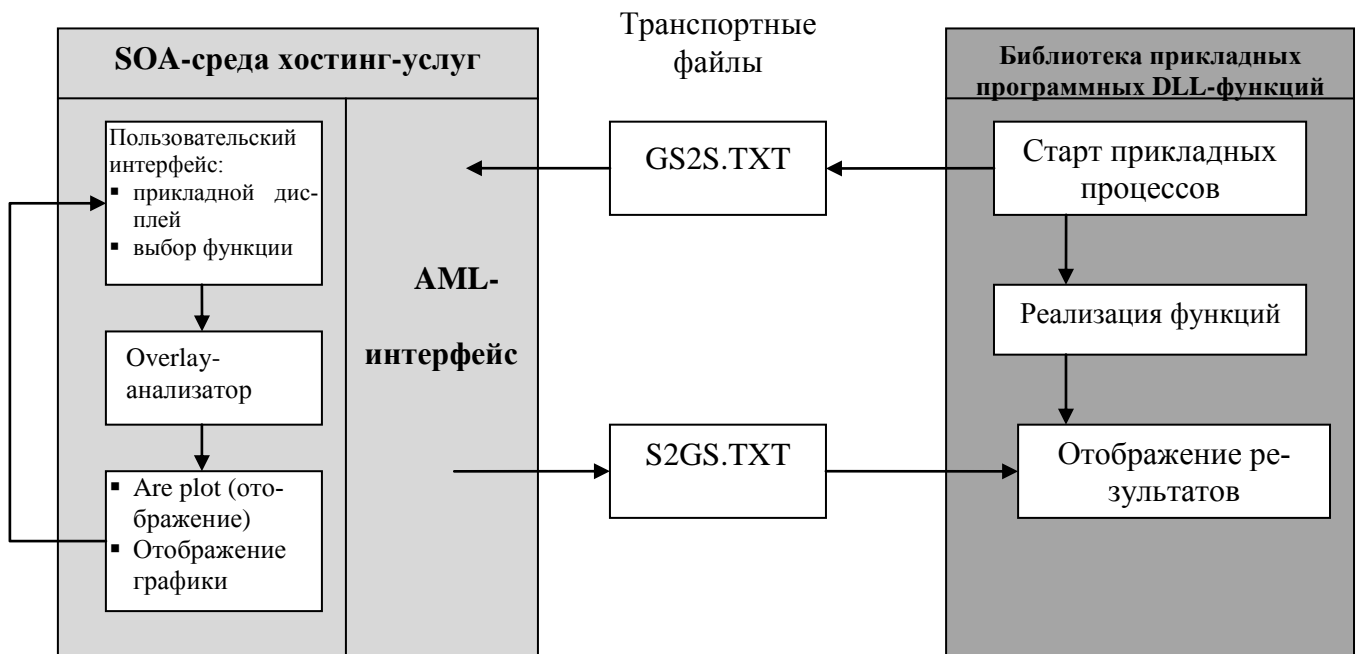 SOA-среда хостинг-услуг
Пользовательский
интерфейс:
▪ прикладной дис-
плей
▪ выбор функции
Overlay-
анализатор
▪ Are plot (ото-
бражение)
▪ Отображение
графики
AML-
интерфейс
Транспортные
файлы
GS2S.TXT
S2GS.TXT
Библиотека прикладных
программных DLL-функций
Старт прикладных
процессов
Реализация функций
Отображение ре-
зультатов